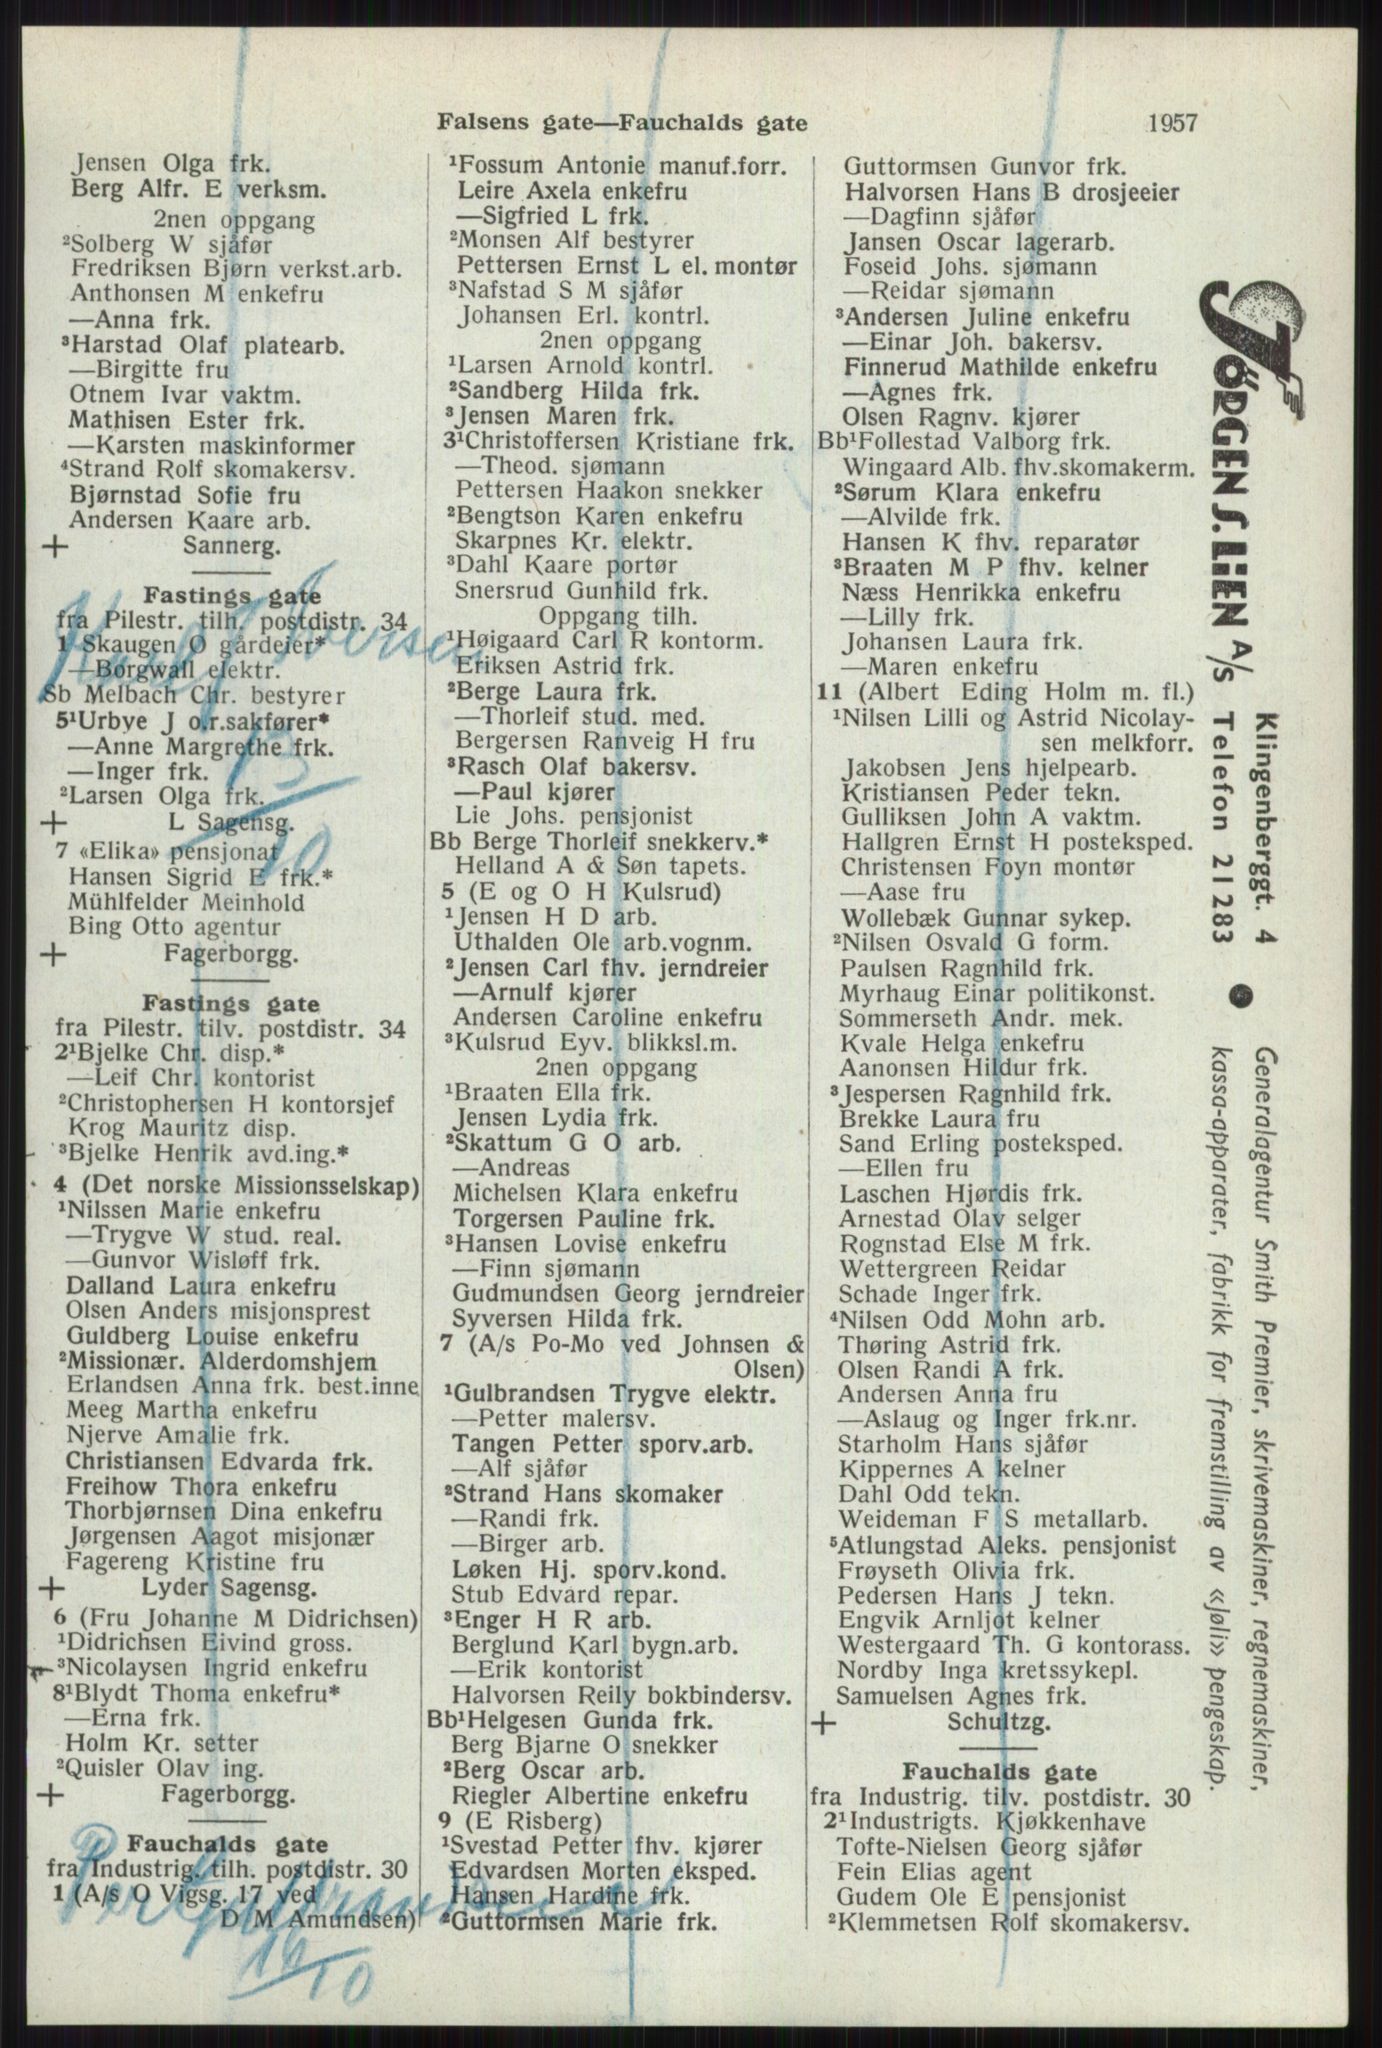 Falsens gate—Fauchalds gate
1957
Jensen Olga frk.
Berg Alfr. E verksm.
2nen oppgang
²Solberg W sjåfør
Fredriksen Bjørn verkst.arb.
Anthonsen M enkefru
—Anna frk.
³Harstad Olaf platearb.
—Birgitte fru
Otnem Ivar vaktm.
Mathisen Ester frk.
—Karsten maskinformer
⁴Strand Rolf skomakersv.
Bjørnstad Sofie fru
Andersen Kaare arb.
+ Sannerg.
Fastings gate
fra Pilestr. tilh. postdistr. 34
1 Skaugen O gårdeier*
—Borgwall elektr.
Sb Melbach Chr. bestyrer
5¹Urbye J o.r.sakfører*
—Anne Margrethe frk.
—Inger frk.
²Larsen Olga frk.
+ L Sagensg.
7 «Elika» pensjonat
Hansen Sigrid E frk.*
Mühlfelder Meinhold
Bing Otto agentur
+ Fagerborgg.
Fastings gate
fra Pilestr. tilv. postdistr. 34
2¹Bjelke Chr. disp.*
—Leif Chr. kontorist
²Christophersen H kontorsjef
Krog Mauritz disp.
³Bjelke Henrik avd.ing.*
4 (Det norske Missionsselskap)
¹Nilssen Marie enkefru
—Trygve W stud. real.
—Gunvor Wisløff frk.
Dalland Laura enkefru
Olsen Anders misjonsprest
Guldberg Louise enkefru
²Missionær. Alderdomshjem
Erlandsen Anna frk. best.inne
Meeg Martha enkefru
Njerve Amalie frk.
Christiansen Edvarda frk.
Freihow Thora enkefru
Thorbjørnsen Dina enkefru
Jørgensen Aagot misjonær
Fagereng Kristine fru
+ Lyder Sagensg.
6 (Fru Johanne M Didrichsen)
¹Didrichsen Eivind gross.
³Nicolaysen Ingrid enkefru
8¹Blydt Thoma enkefru*
—Erna frk.
Holm Kr. setter
²Quisler Olav ing.
+ Fagerborgg.
Fauchalds gate
fra Industrig. tilh. postdistr. 30
1 (A/s O Vigsg. 17 ved
D M Amundsen)
16/10
¹Fossum Antonie manuf.forr.
Leire Axela enkefru
—Sigfried L frk.
²Monsen Alf bestyrer
Pettersen Ernst L el. montør
³Nafstad S M sjåfør
Johansen Erl. kontrl.
2nen oppgang
¹Larsen Arnold kontrl.
²Sandberg Hilda frk.
³Jensen Maren frk.
3¹Christoffersen Kristiane frk.
—Theod. sjømann
Pettersen Haakon snekker
²Bengtson Karen enkefru
Skarpnes Kr. elektr.
³Dahl Kaare portør
Snersrud Gunhild frk.
Oppgang tilh.
¹Høigaard Carl R kontorm.
Eriksen Astrid frk.
²Berge Laura frk.
—Thorleif stud. med.
Bergersen Ranveig H fru
³Rasch Olaf bakersv.
—Paul kjører
Lie Johs. pensjonist
Bb Berge Thorleif snekkerv.*
Helland A & Søn tapets.
5 (E og O H Kulsrud)
¹Jensen H D arb.
Uthalden Ole arb.vognm.
²Jensen Carl fhv. jerndreier
—Arnulf kjører
Andersen Caroline enkefru
³Kulsrud Eyv. blikksl.m.
2nen oppgang
¹Braaten Ella frk.
Jensen Lydia frk.
²Skattum G O arb.
—Andreas
Michelsen Klara enkefru
Torgersen Pauline frk.
³Hansen Lovise enkefru
—Finn sjømann
Gudmundsen Georg jerndreier
Syversen Hilda frk.
7 (A/s Po-Mo ved Johnsen &
Olsen)
¹Gulbrandsen Trygve elektr.
—Petter malersv.
Tangen Petter sporv.arb.
—Alf sjåfør
²Strand Hans skomaker
—Randi frk.
—Birger arb.
Løken Hj. sporv.kond.
Stub Edvard repar.
³Enger H R arb.
Berglund Karl bygn.arb.
—Erik kontorist
Halvorsen Reily bokbindersv.
Bb¹Helgesen Gunda frk.
Berg Bjarne O snekker
²Berg Oscar arb.
Riegler Albertine enkefru
9 (E Risberg)
¹Svestad Petter fhv. kjører
Edvardsen Morten eksped.
Hansen Hardine frk.
²Guttormsen Marie frk.
Guttormsen Gunvor frk.
Halvorsen Hans B drosjeeier
—Dagfinn sjåfør
Jansen Oscar lagerarb.
Foseid Johs. sjømann
—Reidar sjømann
³Andersen Juline enkefru
—Einar Joh. bakersv.
Finnerud Mathilde enkefru
—Agnes frk.
Olsen Ragnv. kjører
Bb¹Follestad Valborg frk.
Wingaard Alb. fhv.skomakerm.
²Sørum Klara enkefru
—Alvilde frk.
Hansen K fhv. reparatør
³Braaten M P fhv. kelner
Næss Henrikka enkefru
—Lilly frk.
Johansen Laura frk.
—Maren enkefru
11 (Albert Eding Holm m. fl.)
¹Nilsen Lilli og Astrid Nicolay-
sen melkforr.
Jakobsen Jens hjelpearb.
Kristiansen Peder tekn.
Gulliksen John A vaktm.
Hallgren Ernst H posteksped.
Christensen Foyn montør
—Aase fru
Wollebæk Gunnar sykep.
²Nilsen Osvald G form.
Paulsen Ragnhild frk.
Myrhaug Einar politikonst.
Sommerseth Andr. mek.
Kvale Helga enkefru
Aanonsen Hildur frk.
³Jespersen Ragnhild frk.
Brekke Laura fru
Sand Erling posteksped.
—Ellen fru
Laschen Hjørdis frk.
Arnestad Olav selger
Rognstad Else M frk.
Wettergreen Reidar
Schade Inger frk.
⁴Nilsen Odd Mohn arb.
Thøring Astrid frk.
Olsen Randi A frk.
Andersen Anna fru
—Aslaug og Inger frk.nr.
Starholm Hans sjåfør
Kippernes A kelner
Dahl Odd tekn.
Weideman F S metallarb.
⁵Atlungstad Aleks. pensjonist
Frøyseth Olivia frk.
Pedersen Hans J tekn.
Engvik Arnljot kelner
Westergaard Th. G kontorass.
Nordby Inga kretssykepl.
Samuelsen Agnes frk.
+ Schultzg.
Fauchalds gate
fra Industrig. tilv. postdistr. 30
2¹Industrigts. Kjøkkenhave
Tofte-Nielsen Georg sjåfør
Fein Elias agent
Gudem Ole E pensjonist
²Klemmetsen Rolf skomakersv.
JÖRGEN S. LIEN A/S
Klingenberggt. 4
Telefon 21283
Generalagentur Smith Premier, skrivemaskiner, regnemaskiner,
kassa-apparater, fabrikk for fremstilling av «Jøli» pengeskap.